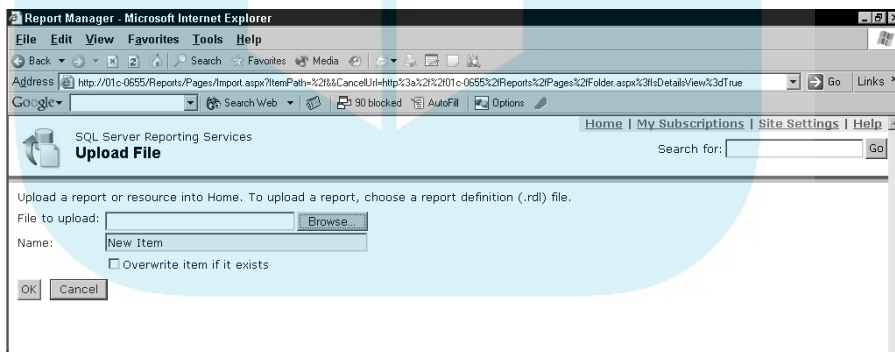 Report Manager - Microsoft Internet Explorer
File Edit View Favorites Tools Help
Back Search Favorites Media
Address http://01c-0655/Reports/Pages/Import.aspx?ItemPath=%2f&&CancelUrl=http%3a%2f%2f01c-0655%2fReports%2fPages%2fFolder.aspx%3fIsDetailsView%3dTrue Go Links
Google Search Web 90 blocked AutoFill Options
Home | My Subscriptions | Site Settings | Help
SQL Server Reporting Services
Upload File
Search for: Go
Upload a report or resource into Home. To upload a report, choose a report definition (.rdl) file.
File to upload: Browse...
Name: New Item
Overwrite item if it exists
OK Cancel